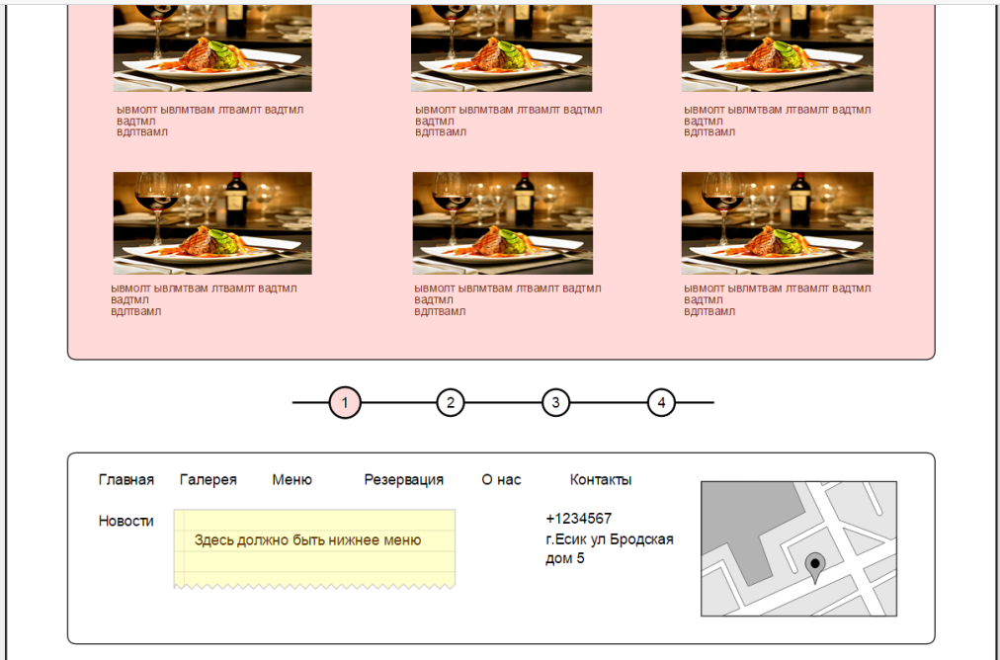 ывмолт ывлмтвам лтвамлт вадтмл ывмолт ывлмтвам лтвамлт вадтмл ывмолт ывлмтвам лтвамлт вадтмл
вадтмл вадтмл вадтмл
вдлтвамл вдлтвамл вдлтвамл
ывмолт ывлмтвам лтвамлт вадтмл ывмолт ывлмтвам лтвамлт вадтмл ывмолт ывлмтвам лтвамлт вадтмл
вадтмл вадтмл вадтмл
вдлтвамл вдлтвамл вдлтвамл
1 2 3 4
Главная Галерея Меню Резервация О нас Контакты
Новости
Здесь должно быть нижнее меню
+1234567
г.Есик ул Бродская
дом 5